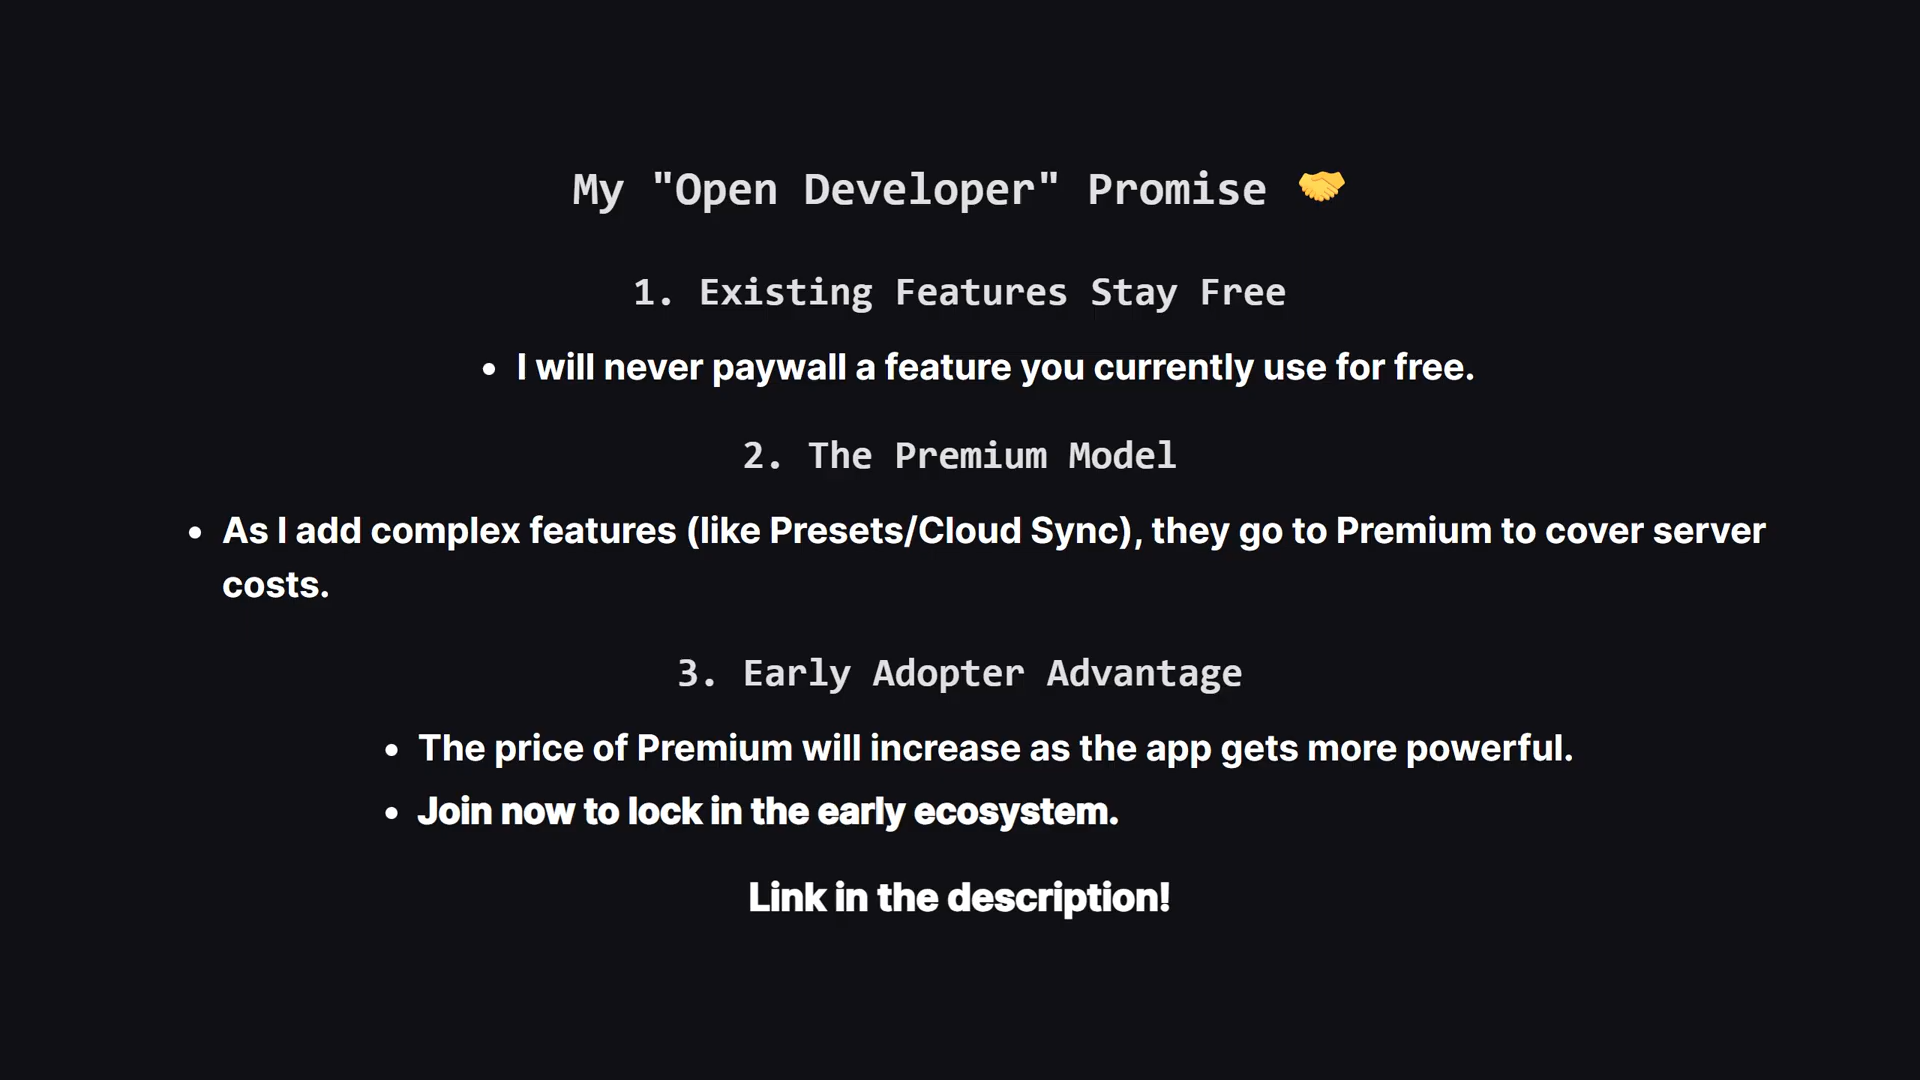 My "Open Developer" Promise 🤝
1. Existing Features Stay Free
• I will never paywall a feature you currently use for free.
2. The Premium Model
• As I add complex features (like Presets/Cloud Sync), they go to Premium to cover server
costs.
3. Early Adopter Advantage
• The price of Premium will increase as the app gets more powerful.
• Join now to lock in the early ecosystem.
Link in the description!